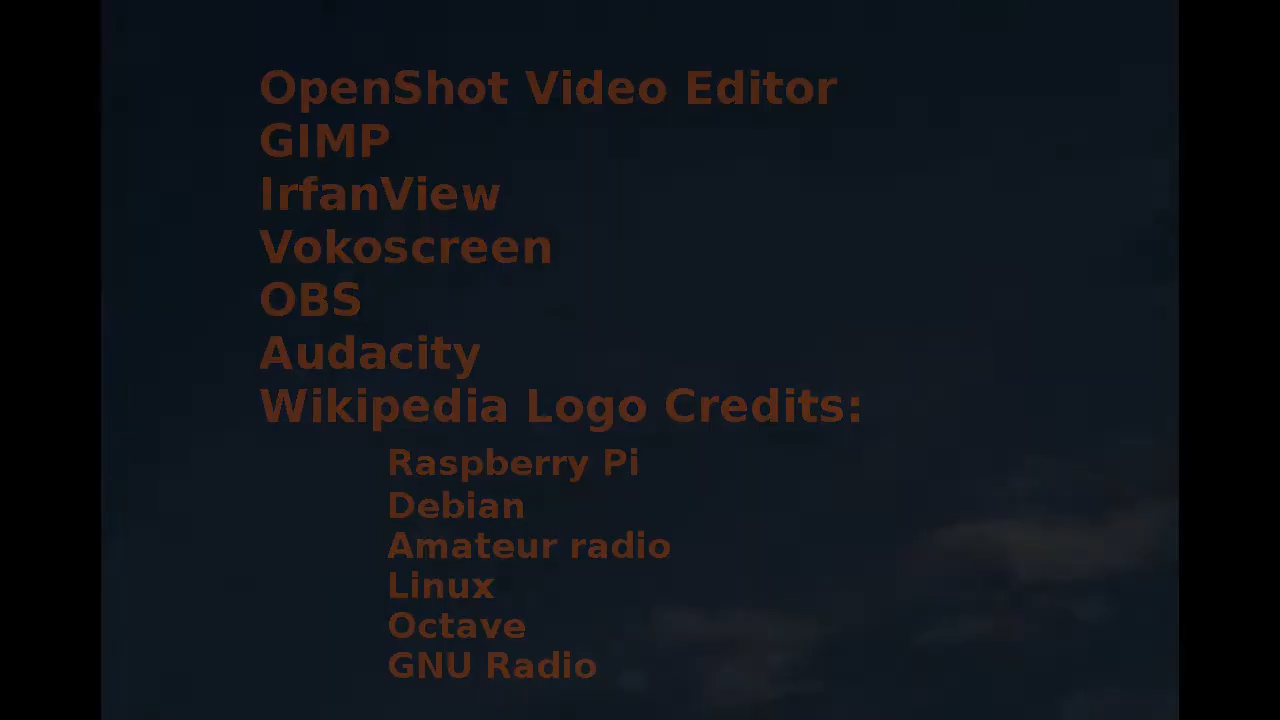 OpenShot Video Editor
GIMP
IrfanView
Vokoscreen
OBS
Audacity
Wikipedia Logo Credits:
Raspberry Pi
Debian
Amateur radio
Linux
Octave
GNU Radio